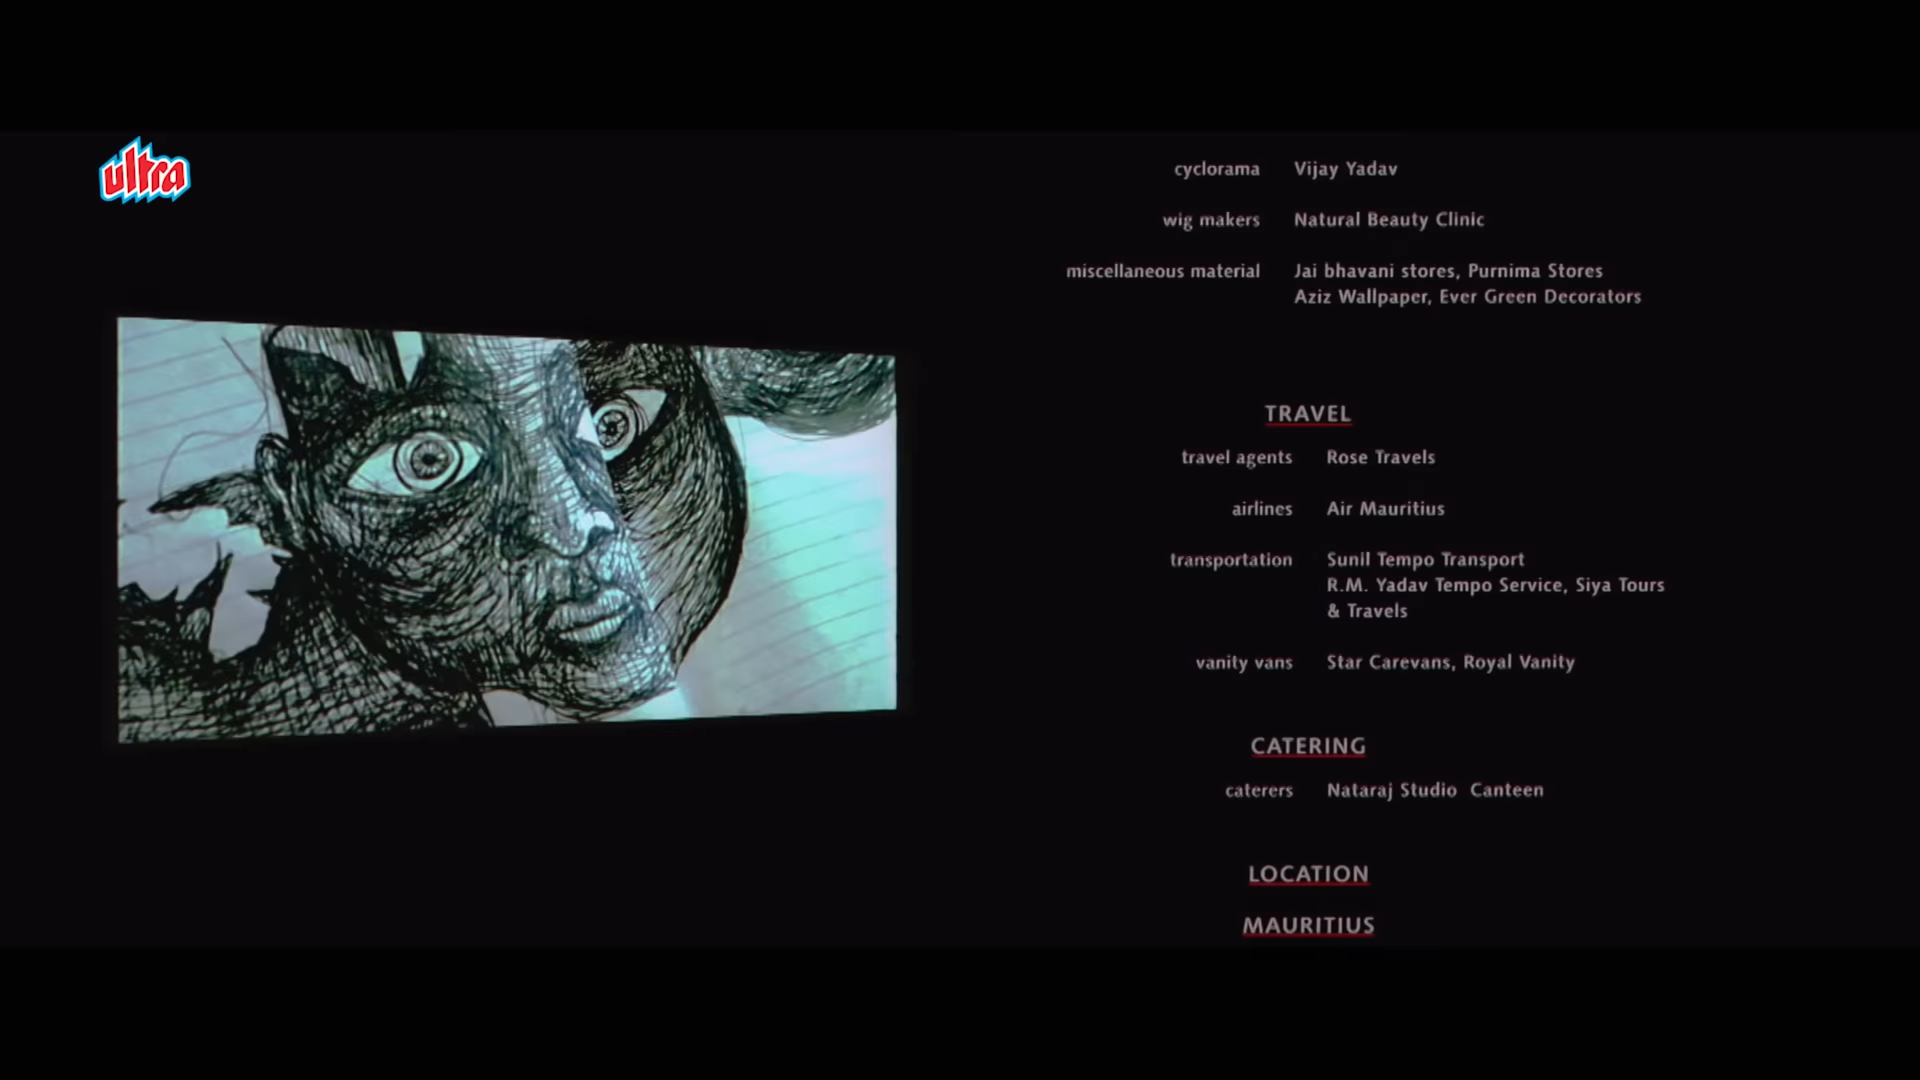 ultra
cyclorama Vijay Yadav
wig makers Natural Beauty Clinic
miscellaneous material Jai bhavani stores, Purnima Stores
Aziz Wallpaper, Ever Green Decorators
TRAVEL
travel agents Rose Travels
airlines Air Mauritius
transportation Sunil Tempo Transport
R.M. Yadav Tempo Service, Siya Tours
& Travels
vanity vans Star Carevans, Royal Vanity
CATERING
caterers Nataraj Studio Canteen
LOCATION
MAURITIUS